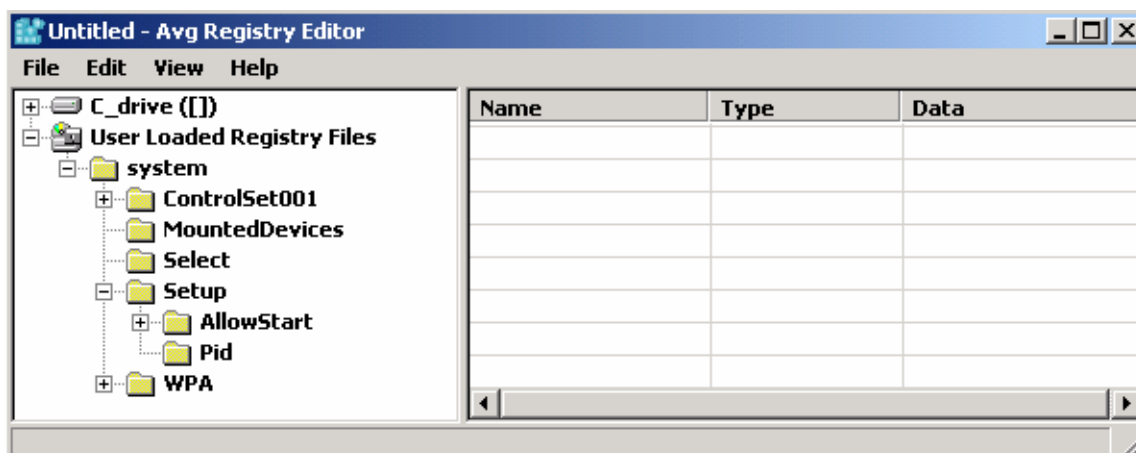 Untitled - Avg Registry Editor
File Edit View Help
C_drive ([])
User Loaded Registry Files
system
ControlSet001
MountedDevices
Select
Setup
AllowStart
Pid
WPA
Name Type Data